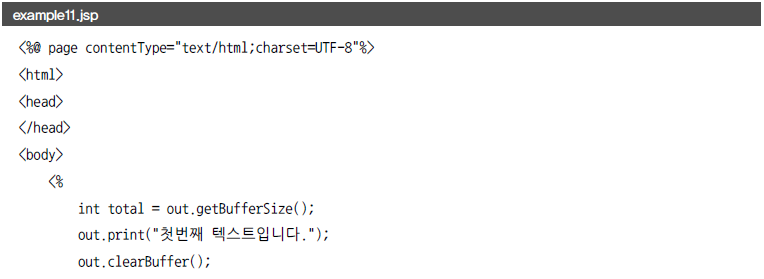 example11.jsp
<%@ page contentType="text/html;charset=UTF-8"%>
<html>
<head>
</head>
<body>
<%
int total = out.getBufferSize();
out.print("첫번째 텍스트입니다.");
out.clearBuffer();